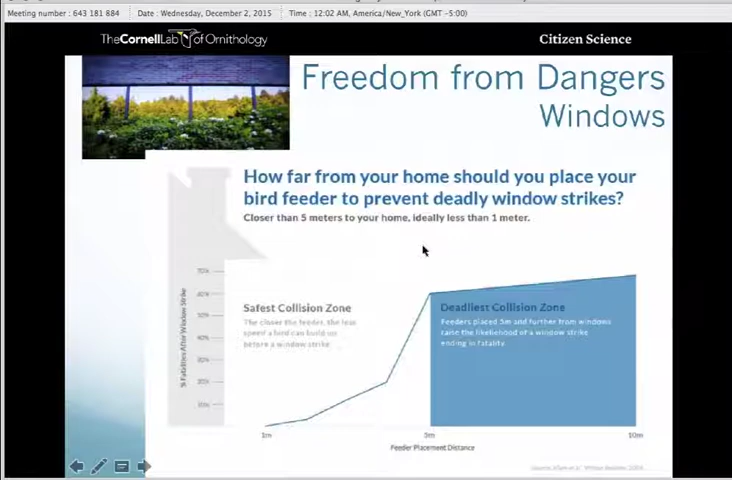 Meeting number : 643 181 884 Date : Wednesday, December 2, 2015 Time : 12:02 AM, America/New_York (GMT -5:00)
TheCornellLab of Ornithology
Citizen Science
Freedom from Dangers
Windows
How far from your home should you place your
bird feeder to prevent deadly window strikes?
Closer than 5 meters to your home, ideally less than 1 meter.
70%
60%
50%
40%
30%
20%
10%
% Fatalities After Window Strike
Safest Collision Zone
The closer the feeder, the less
speed a bird can build up
before a window strike.
Deadliest Collision Zone
Feeders placed 5m and further from windows
raise the likelihood of a window strike
ending in fatality.
1m
5m
10m
Feeder Placement Distance